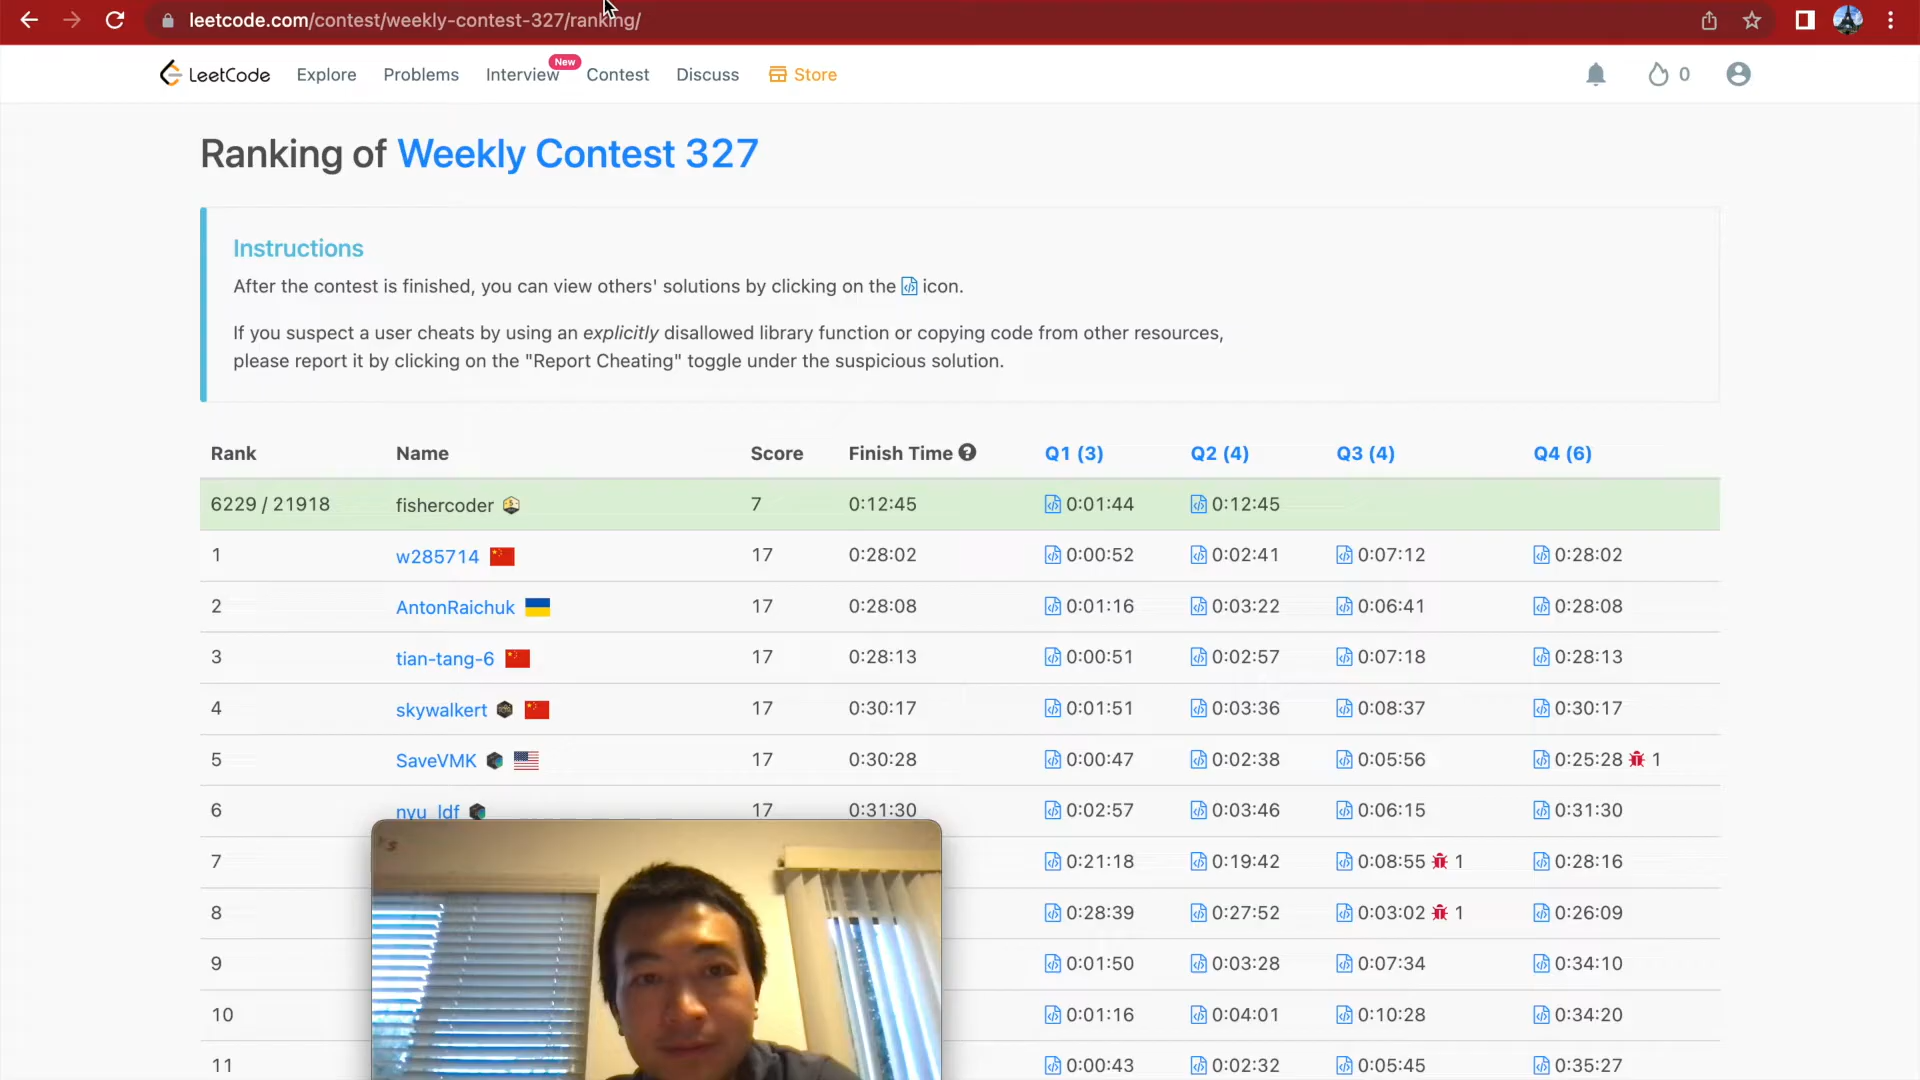 leetcode.com/contest/weekly-contest-327/ranking/
LeetCode Explore Problems Interview New Contest Discuss Store 0
Ranking of Weekly Contest 327
Instructions
After the contest is finished, you can view others' solutions by clicking on the icon.
If you suspect a user cheats by using an explicitly disallowed library function or copying code from other resources,
please report it by clicking on the "Report Cheating" toggle under the suspicious solution.
Rank Name Score Finish Time ? Q1 (3) Q2 (4) Q3 (4) Q4 (6)
6229 / 21918 fishercoder 7 0:12:45 0:01:44 0:12:45
1 w285714 17 0:28:02 0:00:52 0:02:41 0:07:12 0:28:02
2 AntonRaichuk 17 0:28:08 0:01:16 0:03:22 0:06:41 0:28:08
3 tian-tang-6 17 0:28:13 0:00:51 0:02:57 0:07:18 0:28:13
4 skywalkert 17 0:30:17 0:01:51 0:03:36 0:08:37 0:30:17
5 SaveVMK 17 0:30:28 0:00:47 0:02:38 0:05:56 0:25:28 1
6 nyu_ldf 17 0:31:30 0:02:57 0:03:46 0:06:15 0:31:30
7 0:21:18 0:19:42 0:08:55 1 0:28:16
8 0:28:39 0:27:52 0:03:02 1 0:26:09
9 0:01:50 0:03:28 0:07:34 0:34:10
10 0:01:16 0:04:01 0:10:28 0:34:20
11 0:00:43 0:02:32 0:05:45 0:35:27